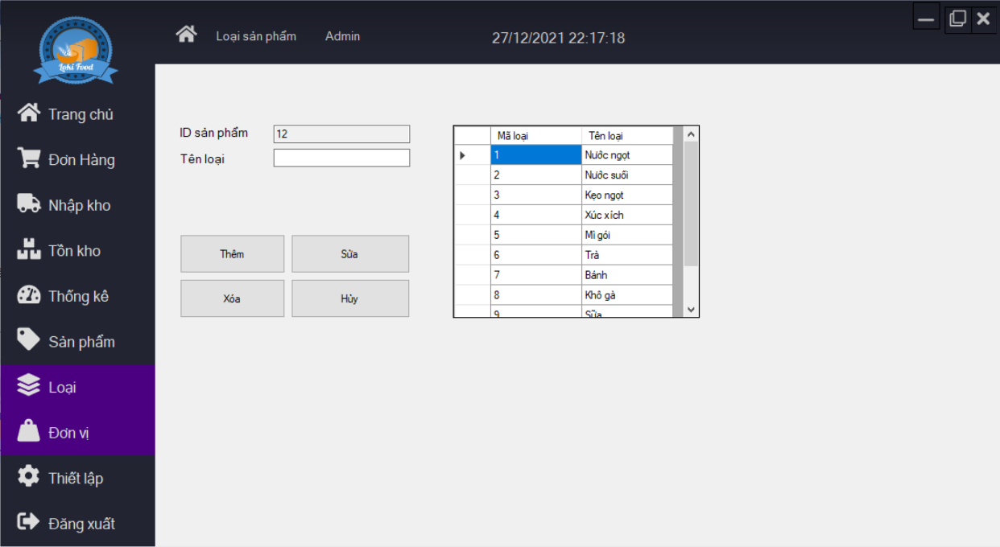 Loại sản phẩm Admin 27/12/2021 22:17:18
Loki Food
Trang chủ
Đơn Hàng
Nhập kho
Tồn kho
Thống kê
Sản phẩm
Loại
Đơn vị
Thiết lập
Đăng xuất
ID sản phẩm 12
Tên loại
Thêm Sửa
Xóa Hủy
Mã loại Tên loại
1 Nước ngọt
2 Nước suối
3 Kẹo ngọt
4 Xúc xích
5 Mì gói
6 Trà
7 Bánh
8 Khô gà
9 Sữa